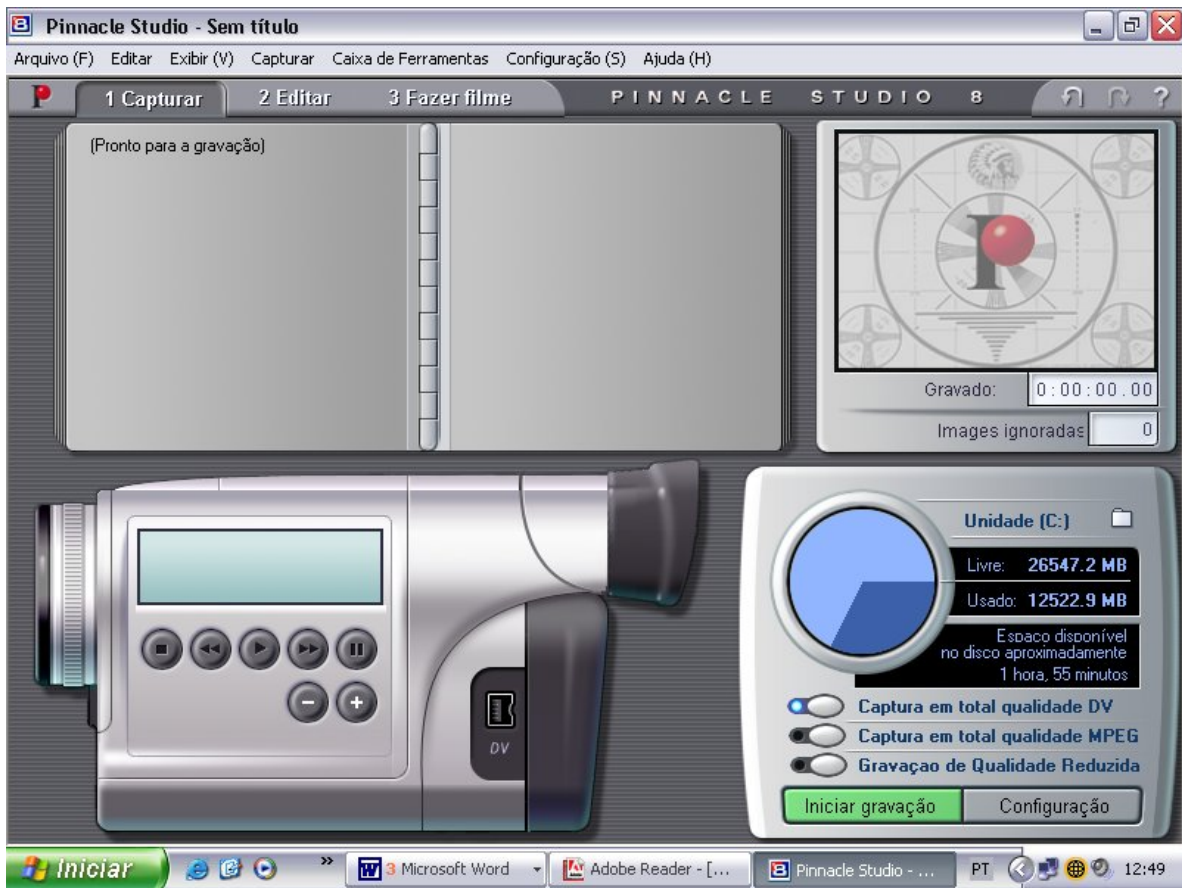 Pinnacle Studio - Sem título
Arquivo (F) Editar Exibir (V) Capturar Caixa de Ferramentas Configuração (S) Ajuda (H)
P 1 Capturar 2 Editar 3 Fazer filme PINNACLE STUDIO 8 ?
(Pronto para a gravação)
P
Gravado: 0:00:00.00
Images ignoradas 0
Unidade (C:)
Livre: 26547.2 MB
Usado: 12522.9 MB
Espaco disponível
no disco aproximadamente
1 hora, 55 minutos
DV
Captura em total qualidade DV
Captura em total qualidade MPEG
Gravaçao de Qualidade Reduzida
Iniciar gravação Configuração
Iniciar » 3 Microsoft Word Adobe Reader - [... Pinnacle Studio - ... PT 12:49